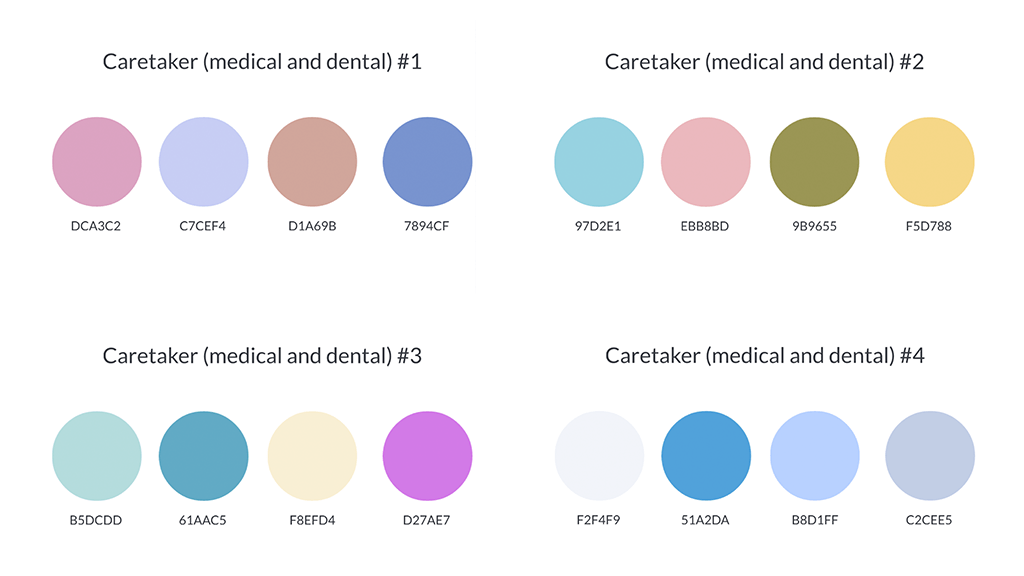 Caretaker (medical and dental) #1
DCA3C2 C7CEF4 D1A69B 7894CF
Caretaker (medical and dental) #2
97D2E1 EBB8BD 9B9655 F5D788
Caretaker (medical and dental) #3
B5DCDD 61AAC5 F8EFD4 D27AE7
Caretaker (medical and dental) #4
F2F4F9 51A2DA B8D1FF C2CEE5